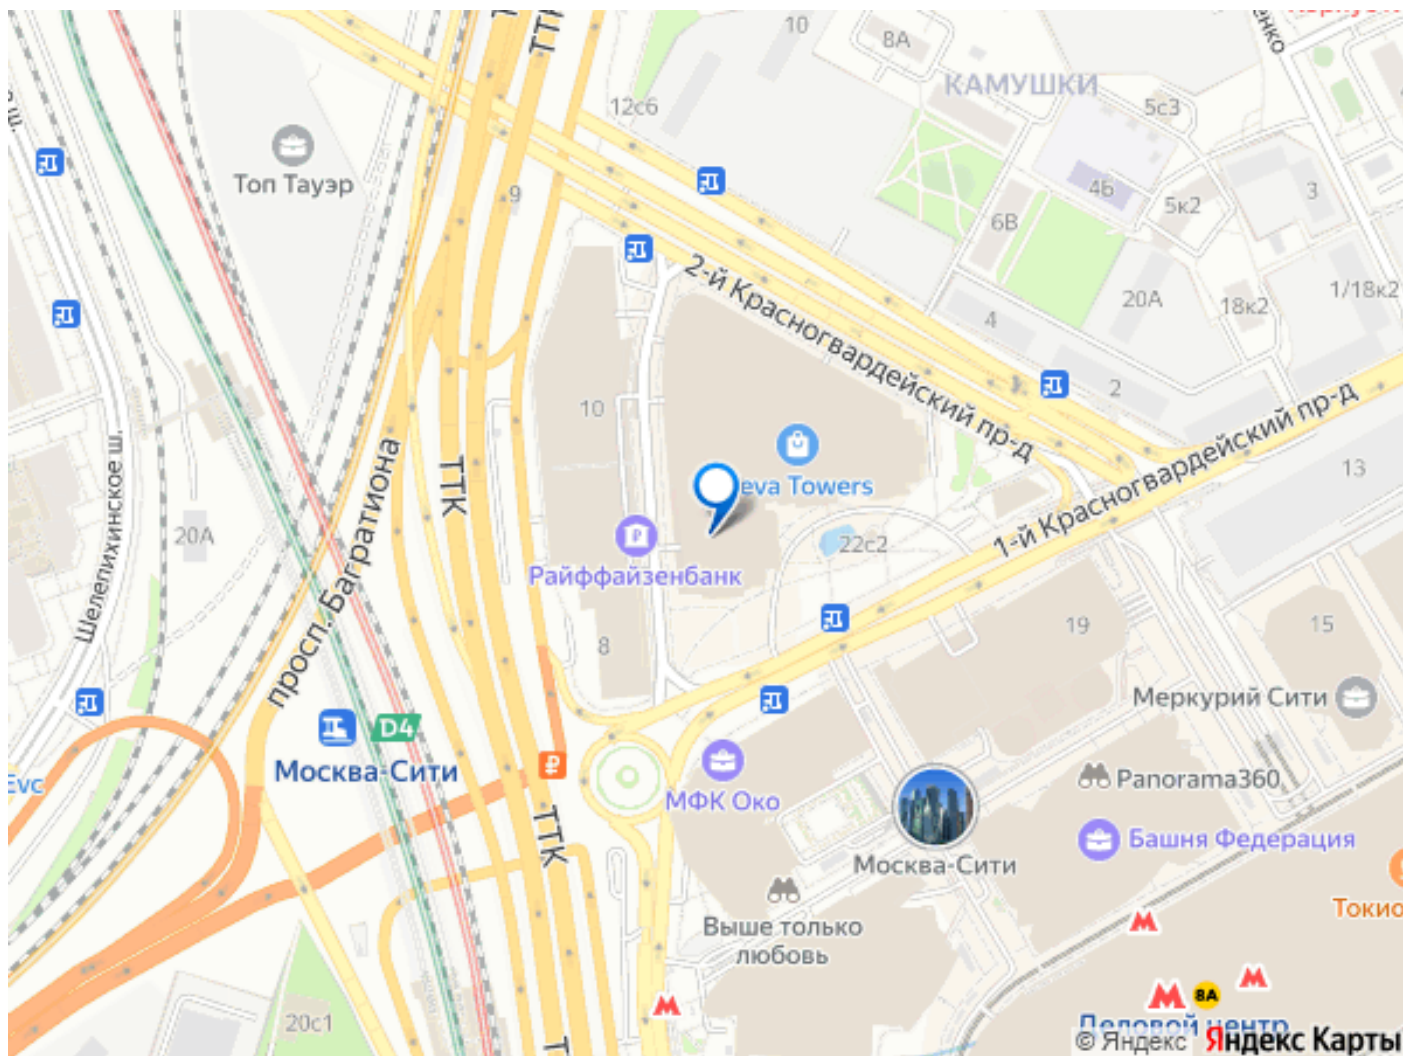 10
8А
КАМУШКИ
12с6
5с3
Топ Тауэр
9
4Б
5к2
3
6В
20А
18к2
1/18к2
4
2
2-й Красногвардейский пр-д
10
ТТК
ТТК
просп. Багратиона
Шелепихинское ш.
20А
eva Towers
1-й Красногвардейский пр-д
13
22с2
Райффайзенбанк
8
19
15
Меркурий Сити
D4
Москва-Сити
Evc
₽
МФК Око
Panorama360
Башня Федерация
Москва-Сити
ТТК
Токио
Выше только
любовь
8А
Деловой центр
20с1
© Яндекс Яндекс Карты